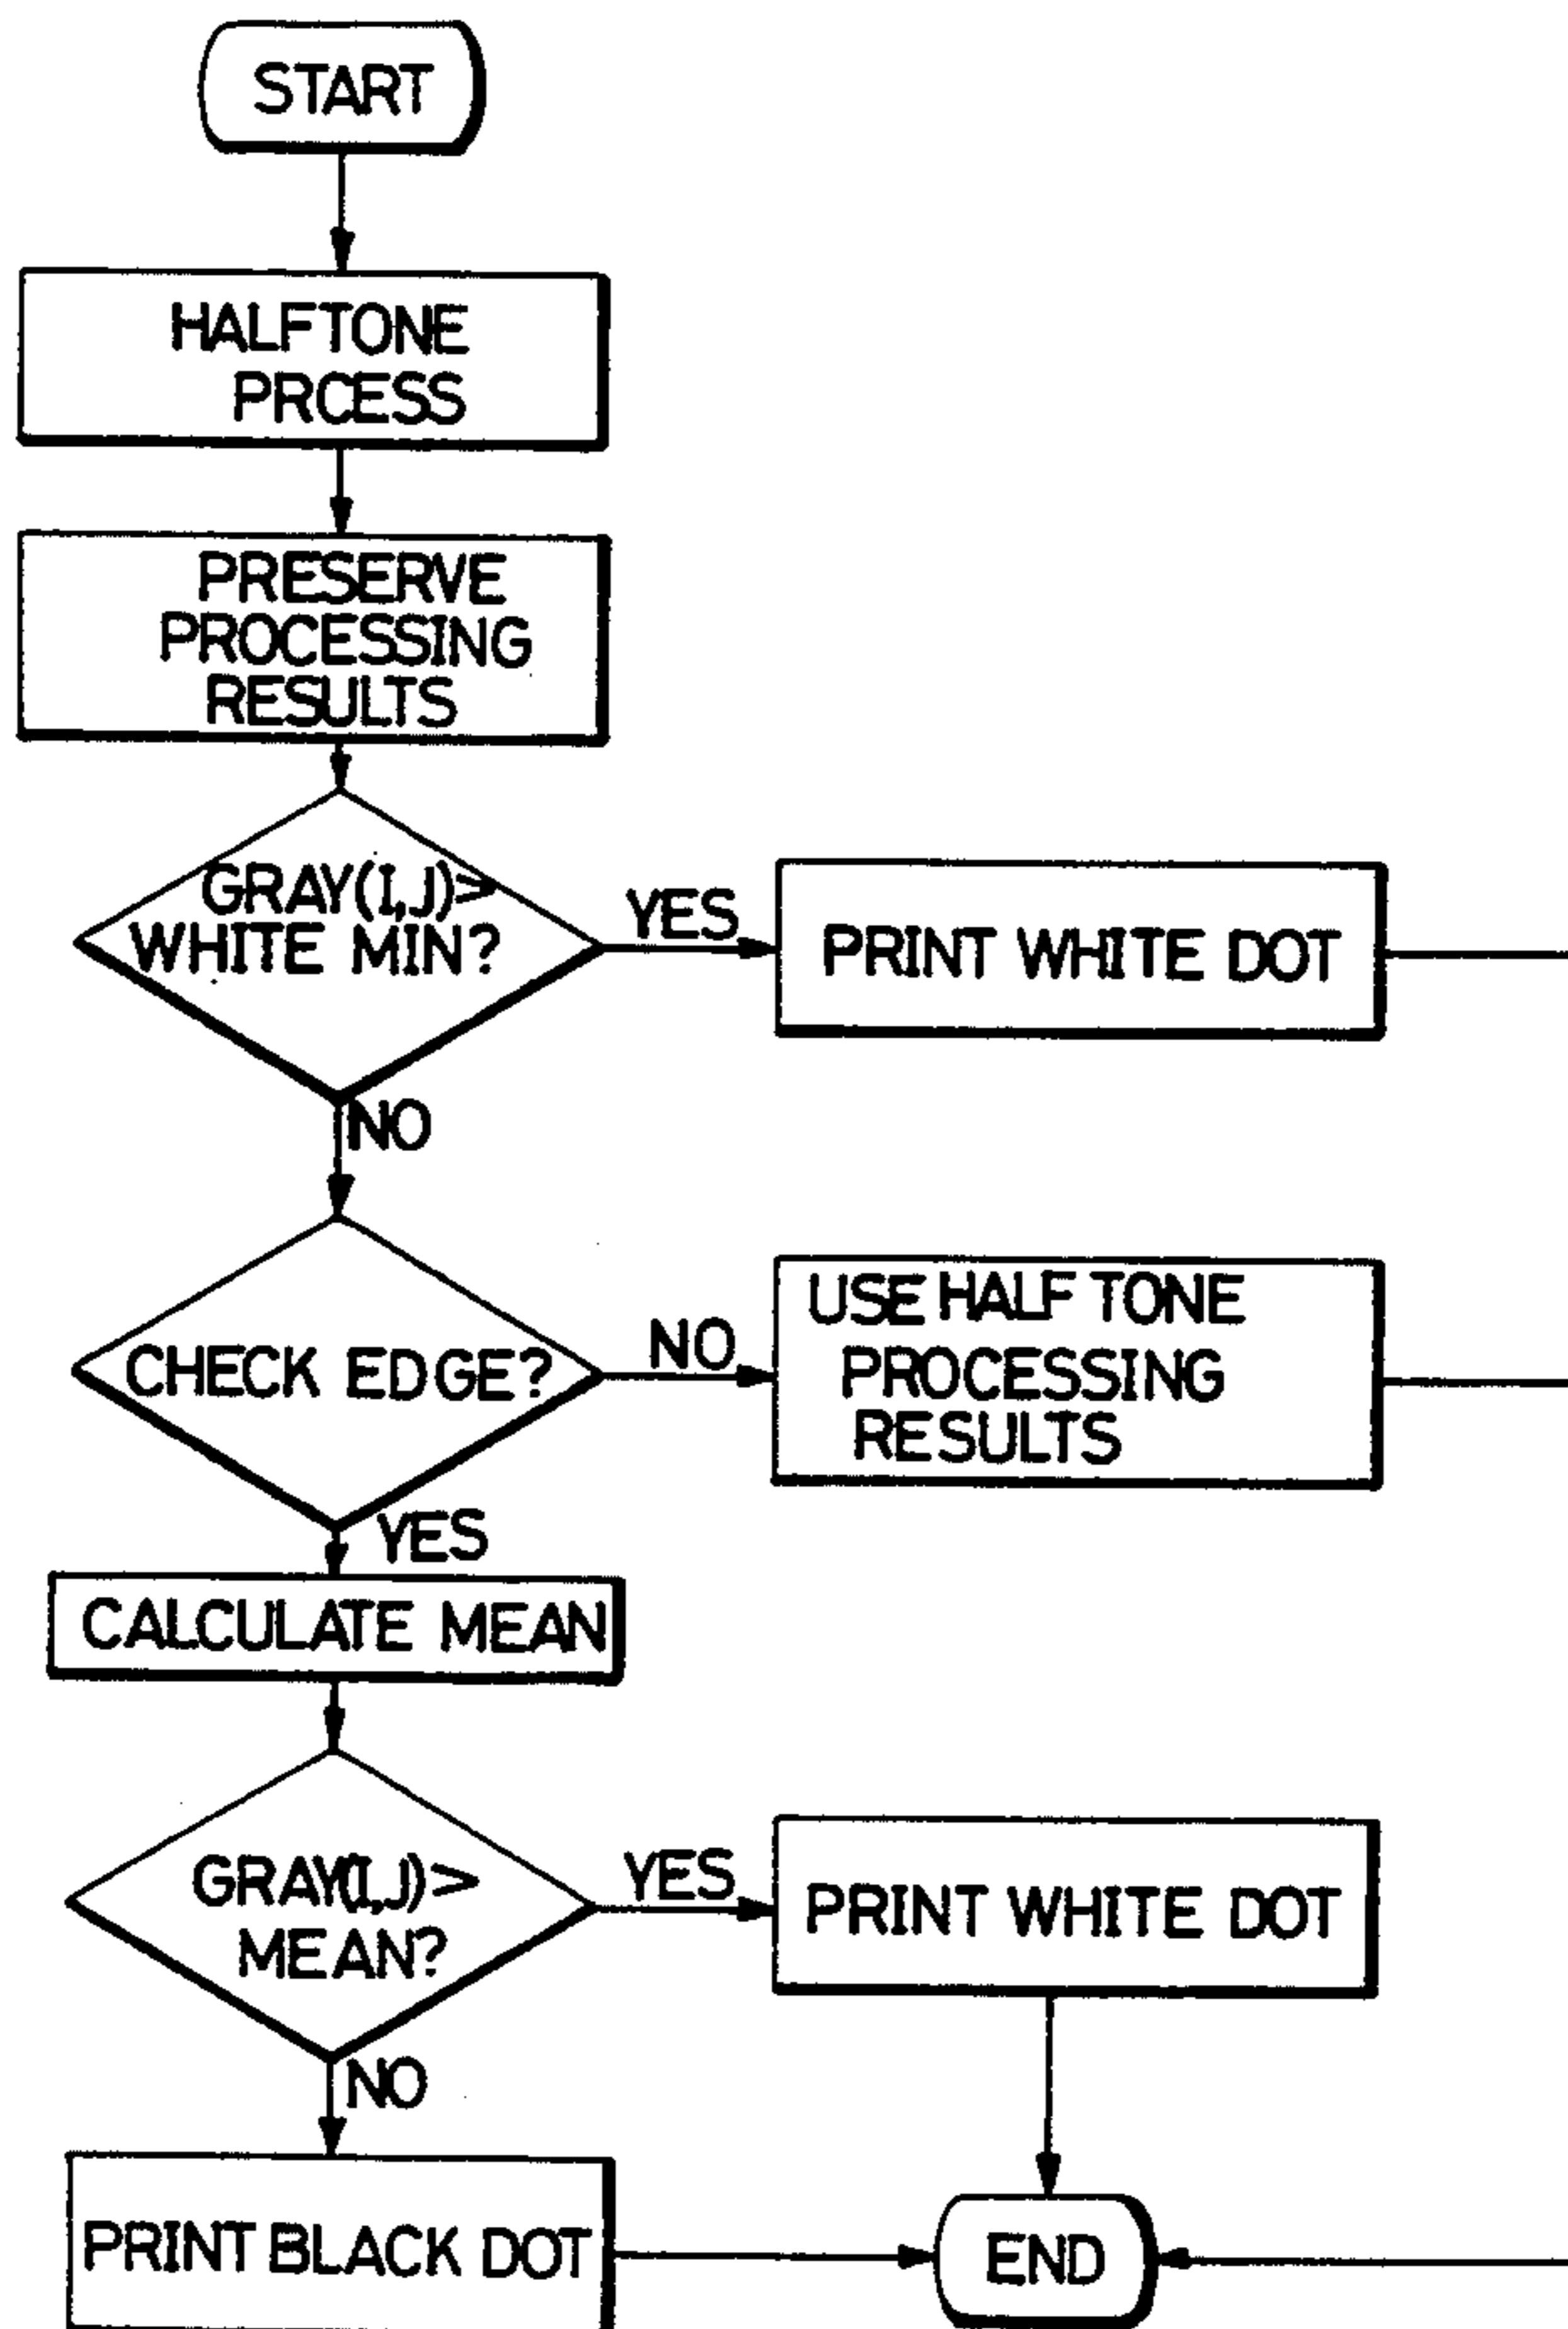 START
HALFTONE
PRCESS
PRESERVE
PROCESSING
RESULTS
GRAY(I,J)>
WHITE MIN?
YES
PRINT WHITE DOT
NO
CHECK EDGE?
NO
USE HALF TONE
PROCESSING
RESULTS
YES
CALCULATE MEAN
GRAY(I,J)>
MEAN?
YES
PRINT WHITE DOT
NO
PRINT BLACK DOT
END